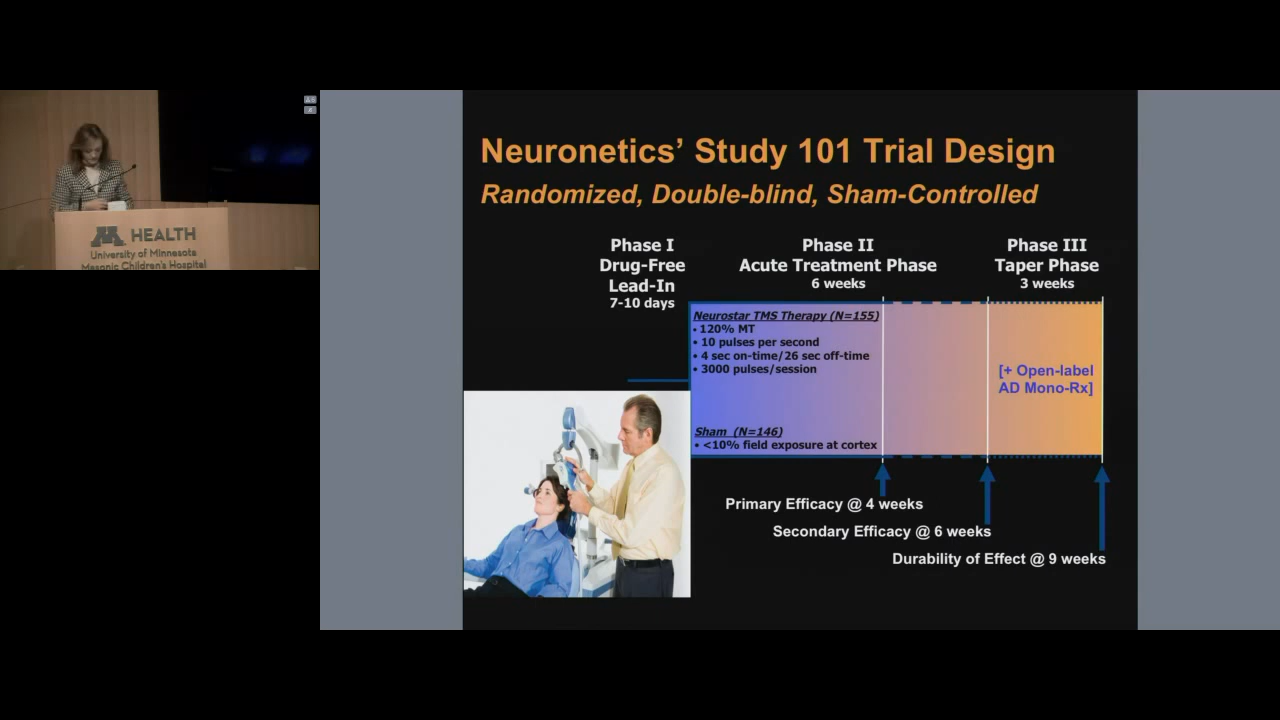 HEALTH
University of Minnesota
Masonic Children's Hospital
Neuronetics’ Study 101 Trial Design
Randomized, Double-blind, Sham-Controlled
Phase I
Drug-Free
Lead-In
7-10 days
Phase II
Acute Treatment Phase
6 weeks
Phase III
Taper Phase
3 weeks
Neurostar TMS Therapy (N=155)
• 120% MT
• 10 pulses per second
• 4 sec on-time/26 sec off-time
• 3000 pulses/session
[+ Open-label
AD Mono-Rx]
Sham (N=146)
• <10% field exposure at cortex
Primary Efficacy @ 4 weeks
Secondary Efficacy @ 6 weeks
Durability of Effect @ 9 weeks